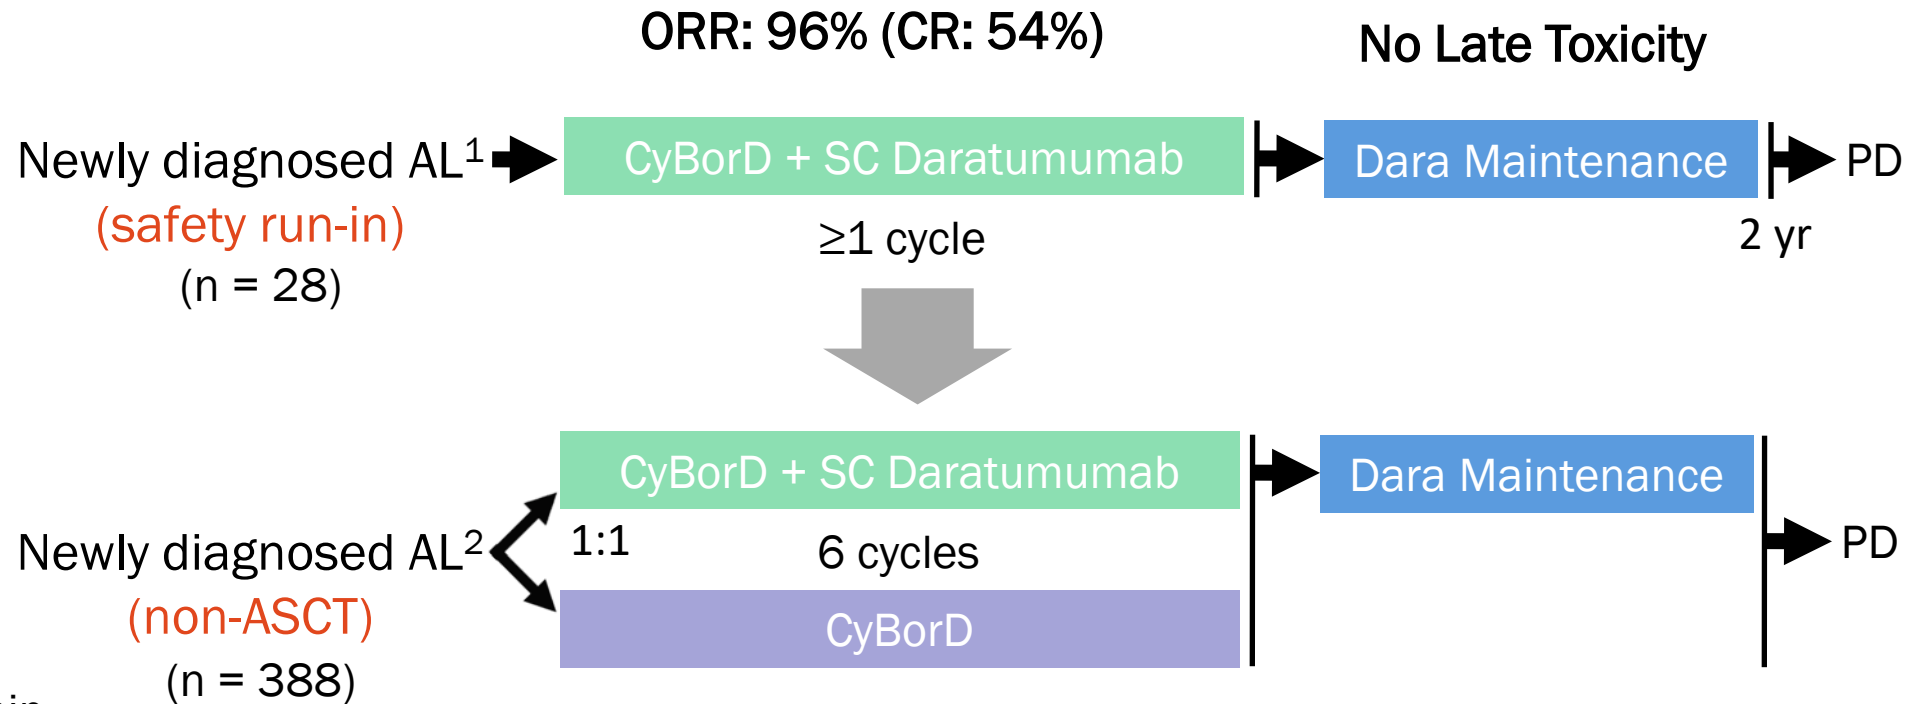 ORR: 96% (CR: 54%)
No Late Toxicity
Newly diagnosed AL1
(safety run-in)
(n = 28)
CyBorD + SC Daratumumab
≥1 cycle
Dara Maintenance
2 yr
PD
Newly diagnosed AL2
(non-ASCT)
(n = 388)
1:1
CyBorD + SC Daratumumab
6 cycles
CyBorD
Dara Maintenance
PD